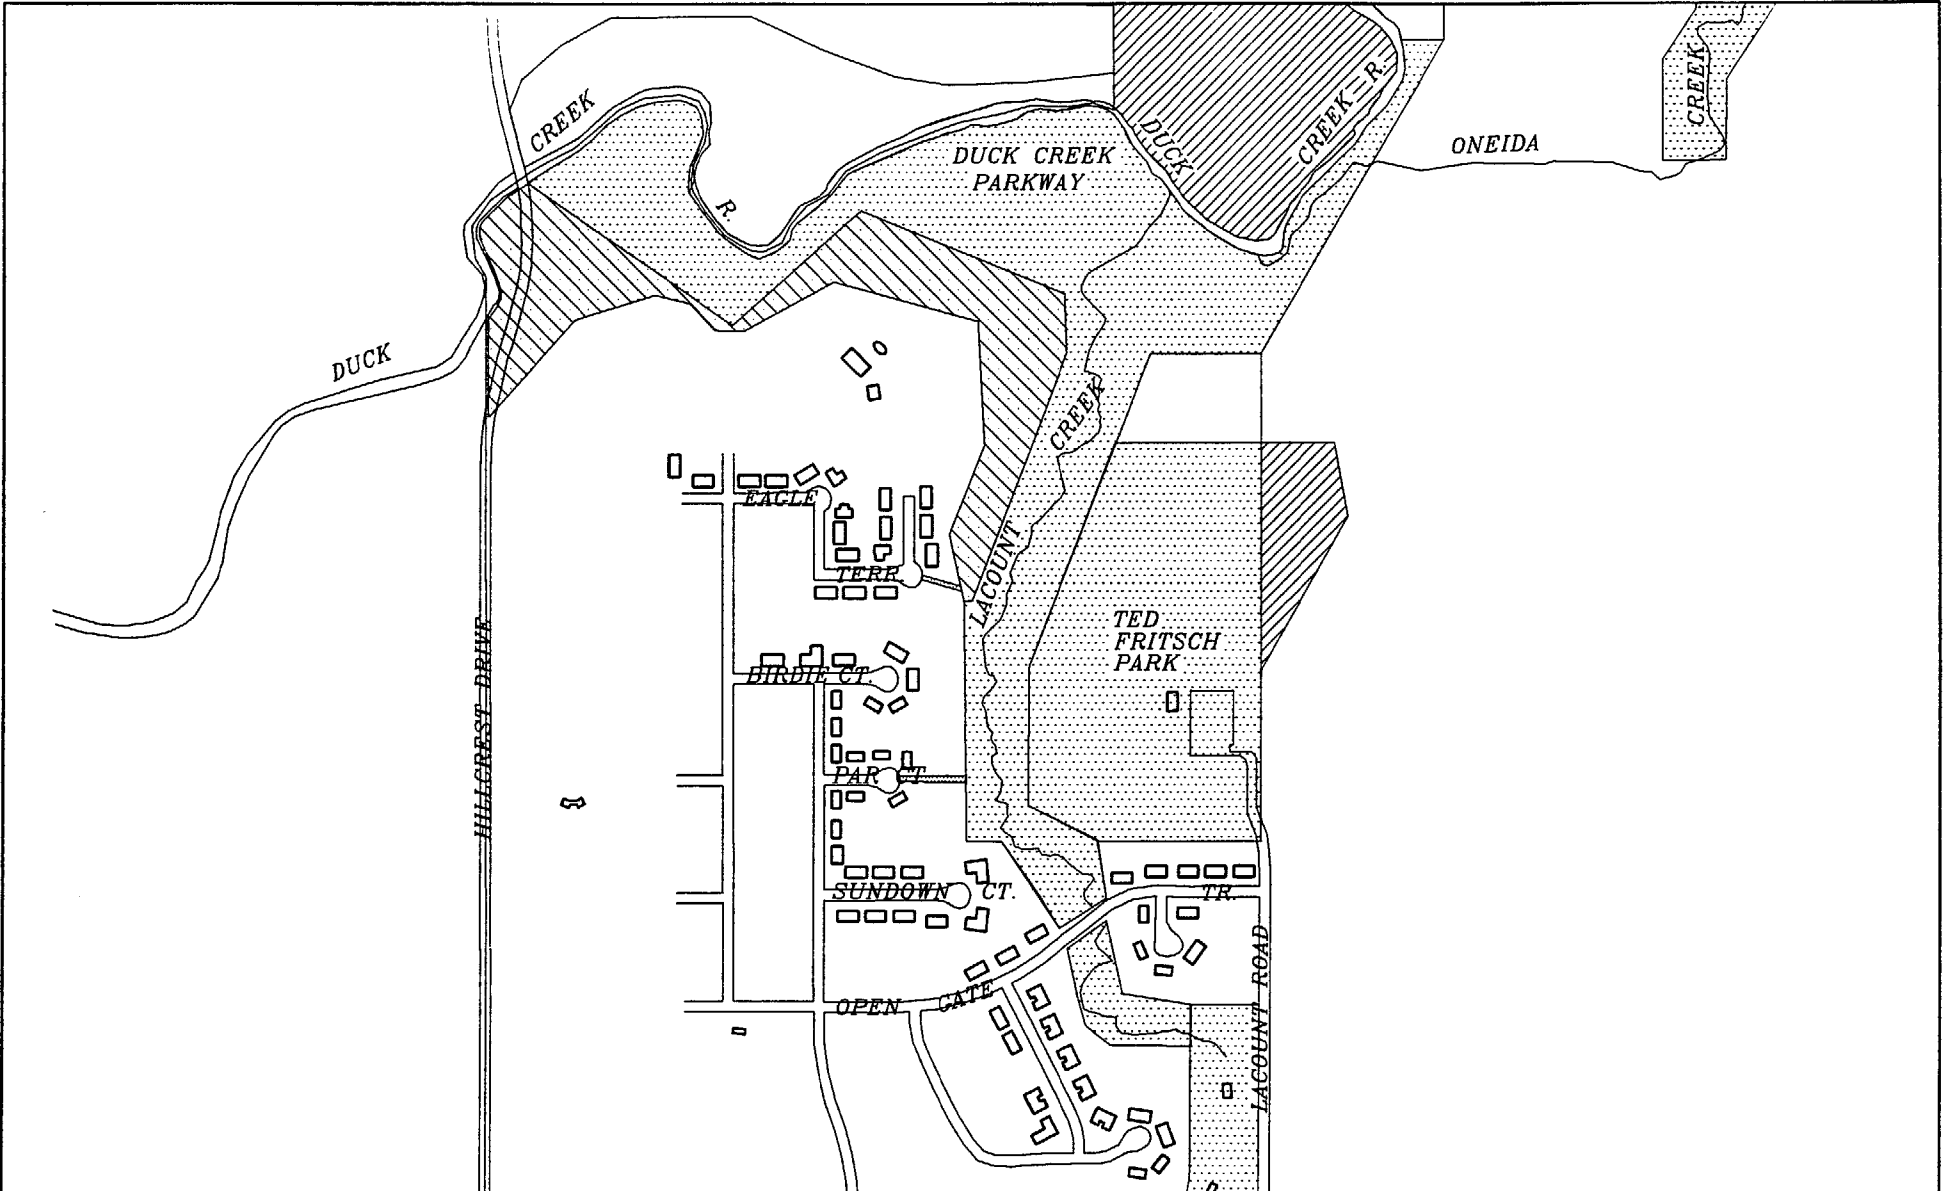 CREEK
CREEK
CREEK R.
DUCK
ONEIDA
DUCK CREEK
PARKWAY
R.
DUCK
CREEK
LACOUNT
EAGLE
TERR.
TED
FRITSCH
PARK
BIRDIE CT.
HILLCREST DRIVE
PAR CT
SUNDOWN CT.
TR.
OPEN GATE
LACOUNT ROAD